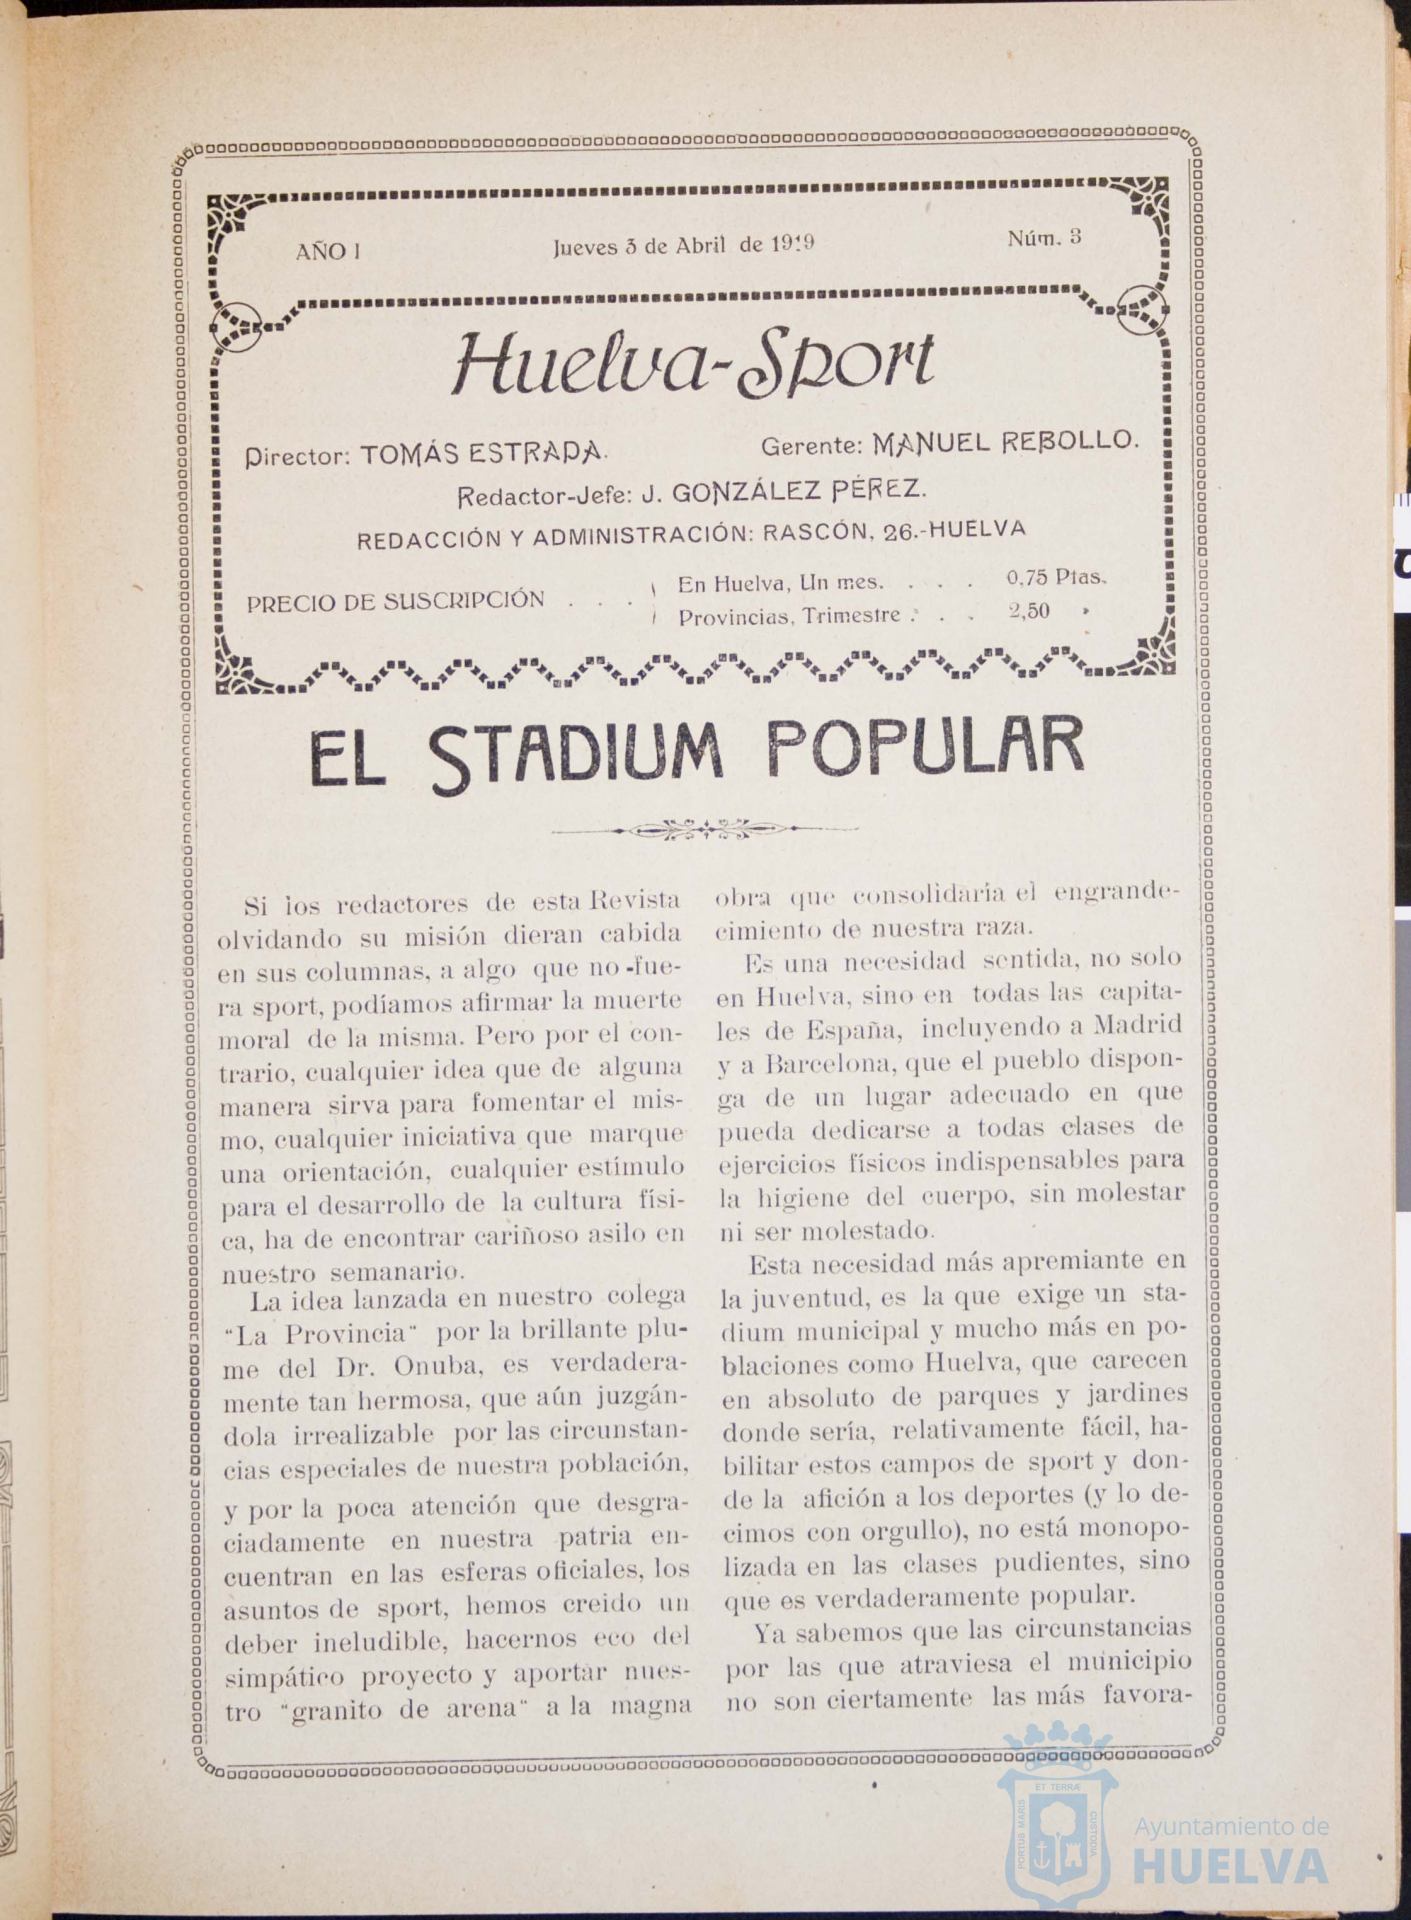 AÑO I
Jueves 3 de Abril de 1919
Núm. 3
Huelva-Sport
Director: TOMÁS ESTRADA.
Gerente: MANUEL REBOLLO.
Redactor-Jefe: J. GONZÁLEZ PÉREZ.
REDACCIÓN Y ADMINISTRACIÓN: RASCÓN, 26.-HUELVA
PRECIO DE SUSCRIPCIÓN . . .
En Huelva, Un mes. . . . 0,75 Ptas.
Provincias, Trimestre . . . 2,50 »
EL STADIUM POPULAR
Si los redactores de esta Revista
olvidando su misión dieran cabida
en sus columnas, a algo que no -fue-
ra sport, podíamos afirmar la muerte
moral de la misma. Pero por el con-
trario, cualquier idea que de alguna
manera sirva para fomentar el mis-
mo, cualquier iniciativa que marque
una orientación, cualquier estímulo
para el desarrollo de la cultura físi-
ca, ha de encontrar cariñoso asilo en
nuestro semanario.
La idea lanzada en nuestro colega
"La Provincia" por la brillante plu-
me del Dr. Onuba, es verdadera-
mente tan hermosa, que aún juzgán-
dola irrealizable por las circunstan-
cias especiales de nuestra población,
y por la poca atención que desgra-
ciadamente en nuestra patria en-
cuentran en las esferas oficiales, los
asuntos de sport, hemos creido un
deber ineludible, hacernos eco del
simpático proyecto y aportar nues-
tro "granito de arena" a la magna
obra que consolidaría el engrande-
cimiento de nuestra raza.
Es una necesidad sentida, no solo
en Huelva, sino en todas las capita-
les de España, incluyendo a Madrid
y a Barcelona, que el pueblo dispon-
ga de un lugar adecuado en que
pueda dedicarse a todas clases de
ejercicios físicos indispensables para
la higiene del cuerpo, sin molestar
ni ser molestado.
Esta necesidad más apremiante en
la juventud, es la que exige un sta-
dium municipal y mucho más en po-
blaciones como Huelva, que carecen
en absoluto de parques y jardines
donde sería, relativamente fácil, ha-
bilitar estos campos de sport y don-
de la afición a los deportes (y lo de-
cimos con orgullo), no está monopo-
lizada en las clases pudientes, sino
que es verdaderamente popular.
Ya sabemos que las circunstancias
por las que atraviesa el municipio
no son ciertamente las más favora-
ET TERRÆ
PORTUS MARIS
CUSTODIA
Ayuntamiento de
HUELVA